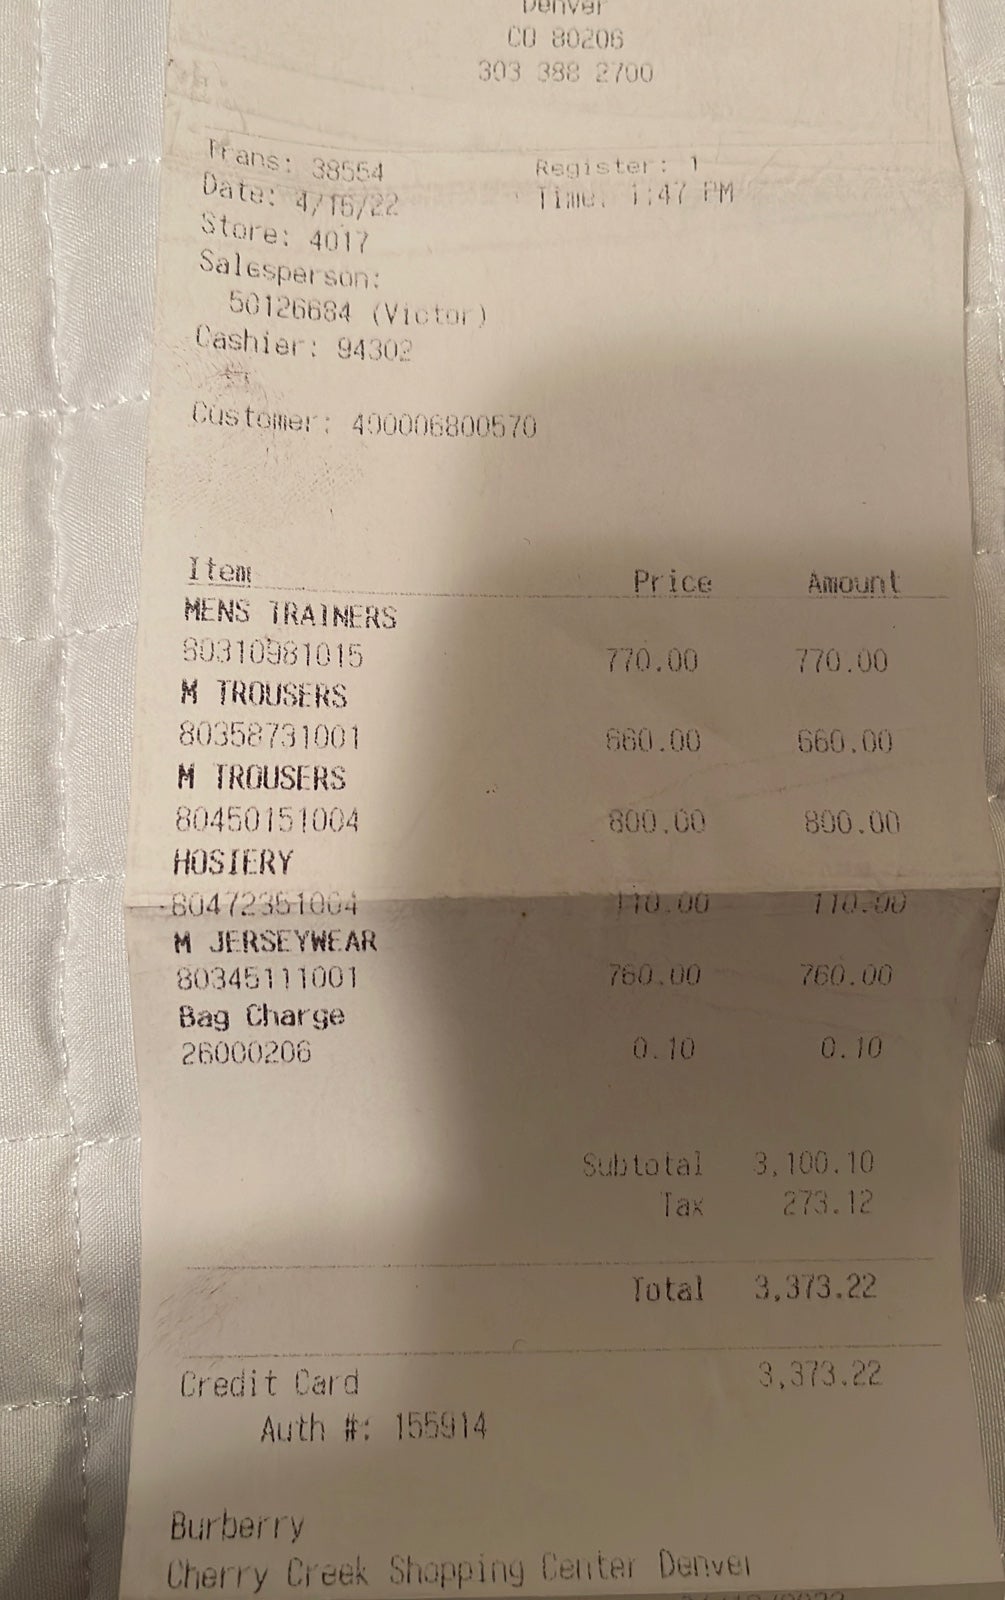 Denver
CO 80206
303 388 2700
Trans: 38554 Register: 1
Date: 4/16/22 Time: 1:47 PM
Store: 4017
Salesperson:
50126684 (Victor)
Cashier: 94302
Customer: 400006800570
Item Price Amount
MENS TRAINERS
80310981015 770.00 770.00
M TROUSERS
80358731001 660.00 660.00
M TROUSERS
80450151004 800.00 800.00
HOSIERY
80472351004 110.00 110.00
M JERSEYWEAR
80345111001 760.00 760.00
Bag Charge
26000206 0.10 0.10
Subtotal 3,100.10
Tax 273.12
Total 3,373.22
Credit Card 3,373.22
Auth #: 155914
Burberry
Cherry Creek Shopping Center Denver